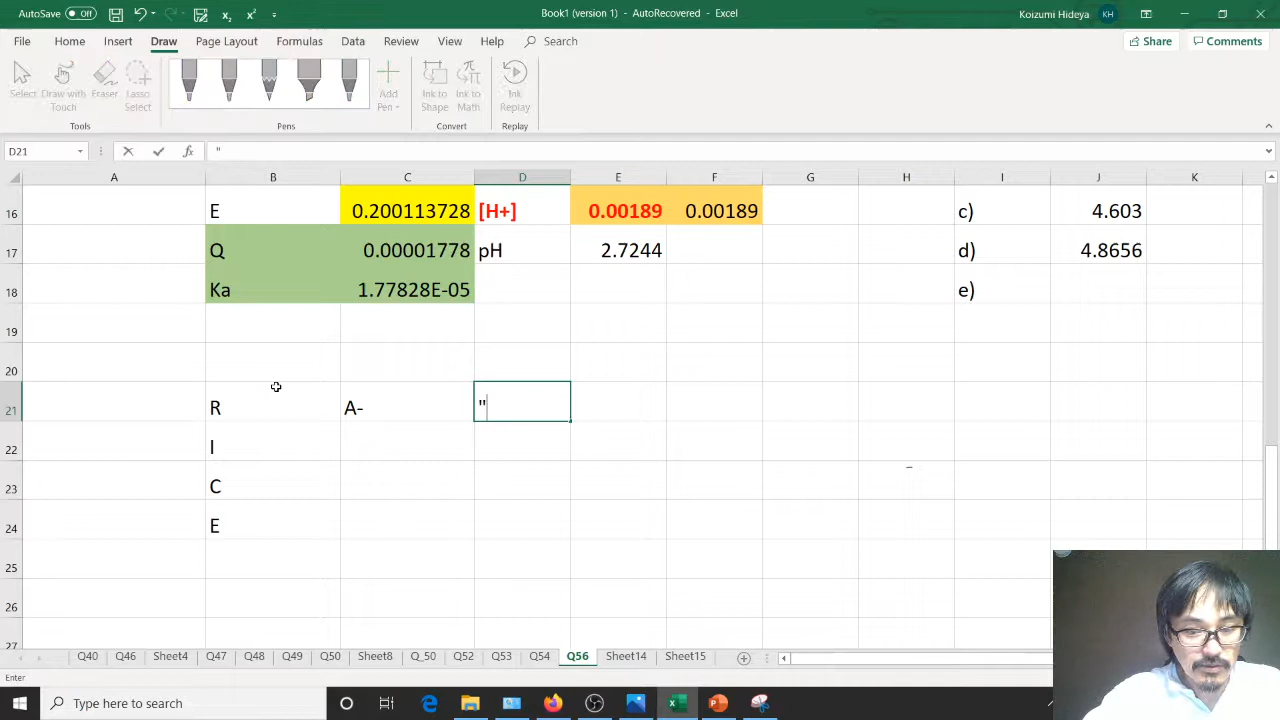 AutoSave Off Book1 (version 1) - AutoRecovered - Excel Koizumi Hideya KH
File Home Insert Draw Page Layout Formulas Data Review View Help Search Share Comments
Select Draw with Touch Eraser Lasso Select Add Pen Ink to Shape Ink to Math Ink Replay
Tools Pens Convert Replay
D21 fx "
A B C D E F G H I J K
16 E 0.200113728 [H+] 0.00189 0.00189 c) 4.603
17 Q 0.00001778 pH 2.7244 d) 4.8656
18 Ka 1.77828E-05 e)
19
20
21 R A- "
22 I
23 C
24 E
25
26
27
Q40 Q46 Sheet4 Q47 Q48 Q49 Q50 Sheet8 Q_50 Q52 Q53 Q54 Q56 Sheet14 Sheet15
Enter
Type here to search